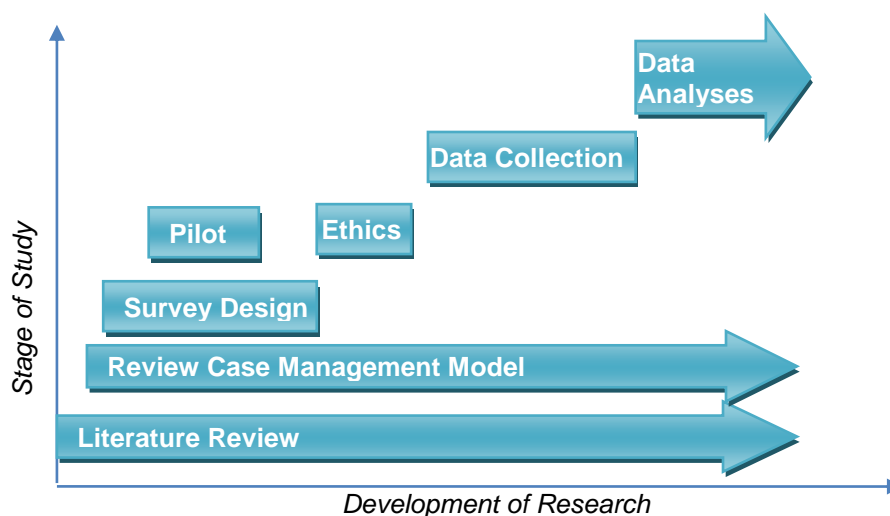 Data
Analyses
Data Collection
Pilot
Ethics
Survey Design
Review Case Management Model
Literature Review
Stage of Study
Development of Research